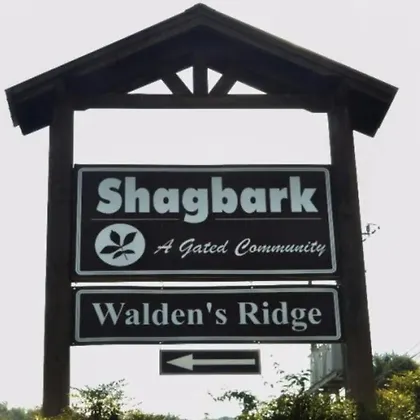 Shagbark
A Gated Community
Walden's Ridge